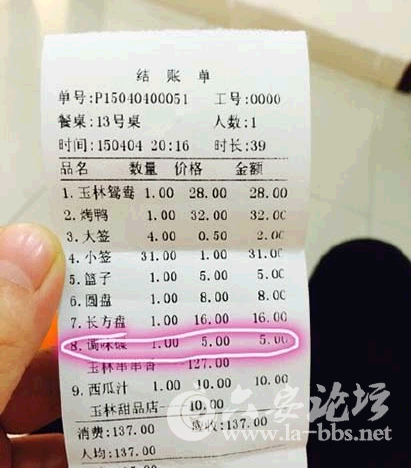 结 账 单
单号:P15040400051 工号:0000
餐桌:13号桌 人数:1
时间:150404 20:16 时长:39
品名 数量 价格 金额
1.玉林鸳鸯 1.00 28.00 28.00
2.烤鸭 1.00 32.00 32.00
3.大签 4.00 0.50 2.00
4.小签 31.00 1.00 31.00
5.篮子 1.00 5.00 5.00
6.圆盘 1.00 8.00 8.00
7.长方盘 1.00 16.00 16.00
8.调味碟 1.00 5.00 5.00
玉林串串香 --127.00
9.西瓜汁 1.00 10.00 10.00
玉林甜品店-- 10.00
消费:137.00 应收:137.00
人均:137.00
六安论坛
www.la-bbs.net